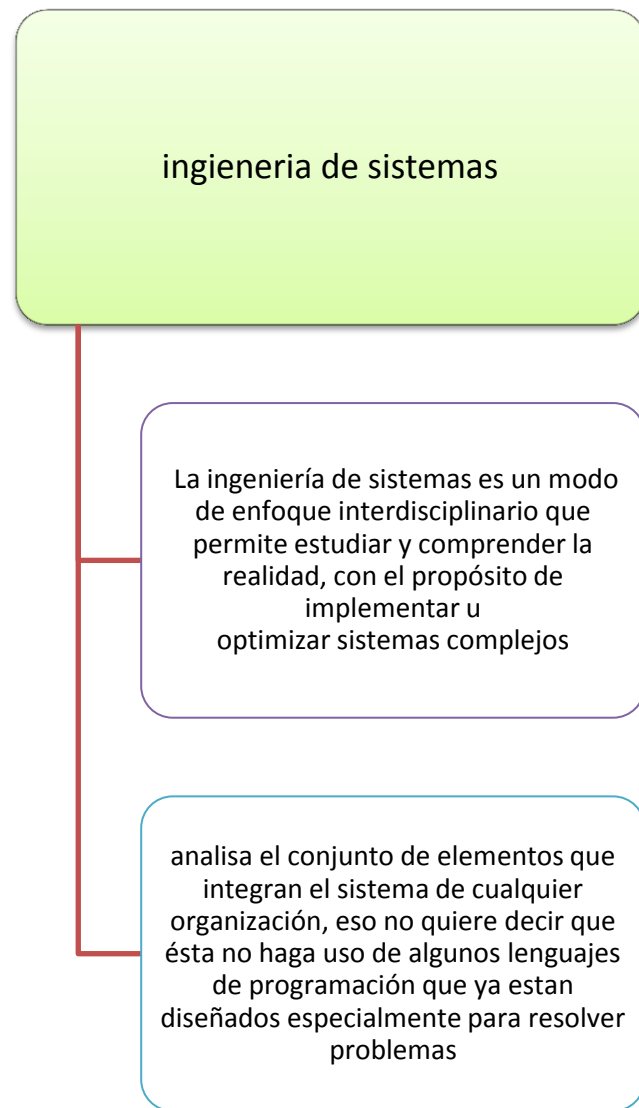 ingieneria de sistemas
La ingeniería de sistemas es un modo
de enfoque interdisciplinario que
permite estudiar y comprender la
realidad, con el propósito de
implementar u
optimizar sistemas complejos
analisa el conjunto de elementos que
integran el sistema de cualquier
organización, eso no quiere decir que
ésta no haga uso de algunos lenguajes
de programación que ya estan
diseñados especialmente para resolver
problemas